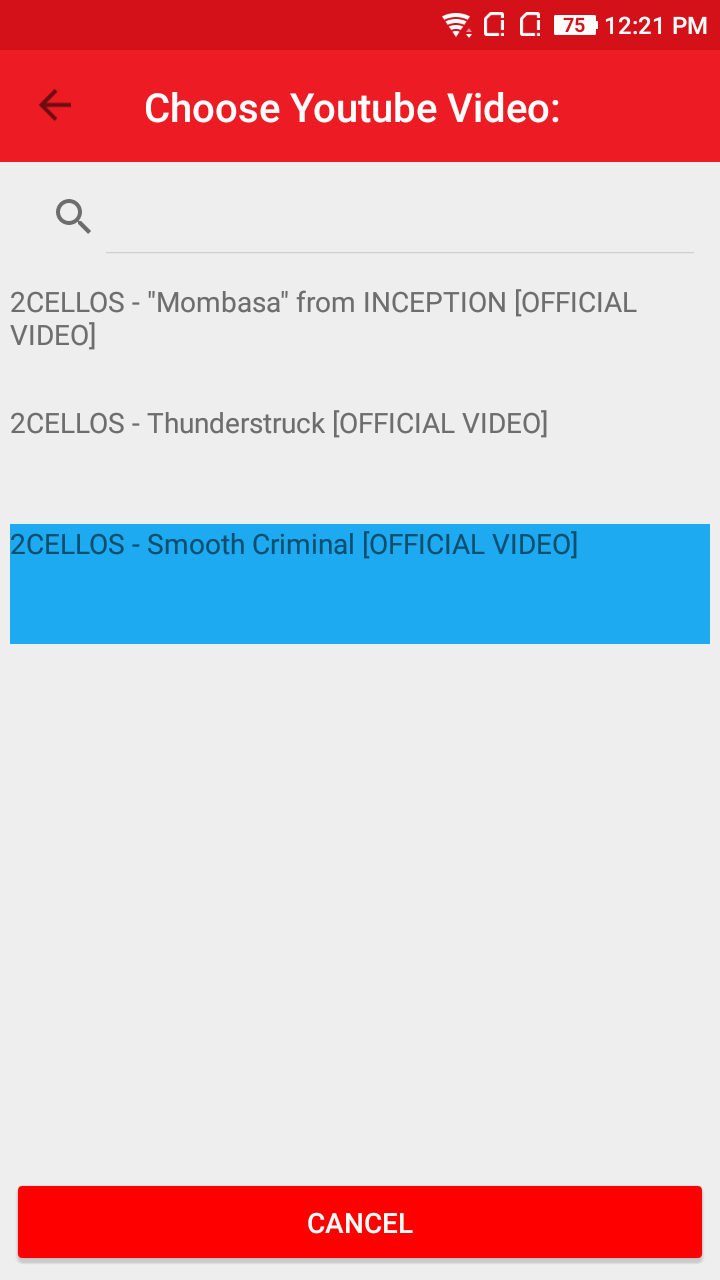 75 12:21 PM
Choose Youtube Video:
2CELLOS - "Mombasa" from INCEPTION [OFFICIAL
VIDEO]
2CELLOS - Thunderstruck [OFFICIAL VIDEO]
2CELLOS - Smooth Criminal [OFFICIAL VIDEO]
CANCEL